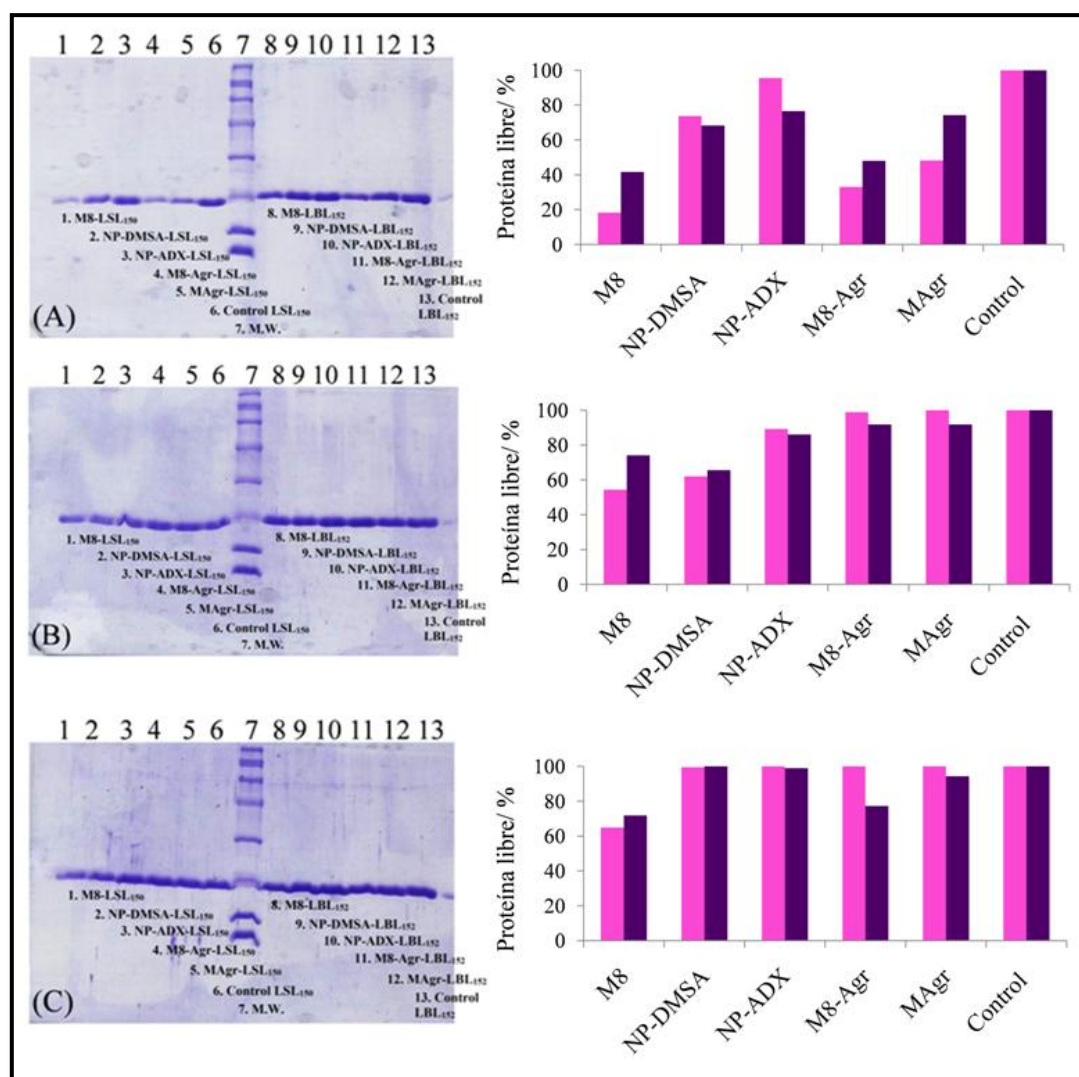 1 2 3 4 5 6 7 8 9 10 11 12 13
1. M8-LSL₁₅₀
2. NP-DMSA-LSL₁₅₀
3. NP-ADX-LSL₁₅₀
4. M8-Agr-LSL₁₅₀
5. MAgr-LSL₁₅₀
6. Control LSL₁₅₀
7. M.W.
8. M8-LBL₁₅₂
9. NP-DMSA-LBL₁₅₂
10. NP-ADX-LBL₁₅₂
11. M8-Agr-LBL₁₅₂
12. MAgr-LBL₁₅₂
13. Control
LBL₁₅₂
(A)
Proteína libre/ %
100
80
60
40
20
0
M8
NP-DMSA
NP-ADX
M8-Agr
MAgr
Control
1 2 3 4 5 6 7 8 9 10 11 12 13
1. M8-LSL₁₅₀
2. NP-DMSA-LSL₁₅₀
3. NP-ADX-LSL₁₅₀
4. M8-Agr-LSL₁₅₀
5. MAgr-LSL₁₅₀
6. Control LSL₁₅₀
7. M.W.
8. M8-LBL₁₅₂
9. NP-DMSA-LBL₁₅₂
10. NP-ADX-LBL₁₅₂
11. M8-Agr-LBL₁₅₂
12. MAgr-LBL₁₅₂
13. Control
LBL₁₅₂
(B)
Proteína libre/ %
100
80
60
40
20
0
M8
NP-DMSA
NP-ADX
M8-Agr
MAgr
Control
1 2 3 4 5 6 7 8 9 10 11 12 13
1. M8-LSL₁₅₀
2. NP-DMSA-LSL₁₅₀
3. NP-ADX-LSL₁₅₀
4. M8-Agr-LSL₁₅₀
5. MAgr-LSL₁₅₀
6. Control LSL₁₅₀
7. M.W.
8. M8-LBL₁₅₂
9. NP-DMSA-LBL₁₅₂
10. NP-ADX-LBL₁₅₂
11. M8-Agr-LBL₁₅₂
12. MAgr-LBL₁₅₂
13. Control
LBL₁₅₂
(C)
Proteína libre/ %
100
80
60
40
20
0
M8
NP-DMSA
NP-ADX
M8-Agr
MAgr
Control